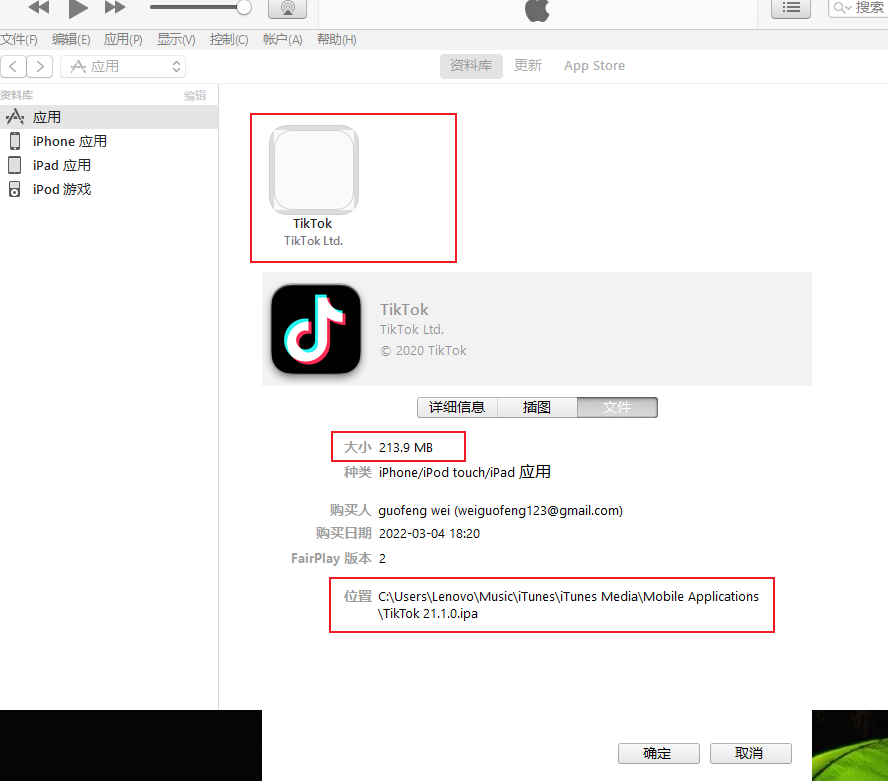 搜索
文件(F) 编辑(E) 应用(P) 显示(V) 控制(C) 帐户(A) 帮助(H)
应用 资料库 更新 App Store
资料库 编辑
应用
iPhone 应用
iPad 应用
iPod 游戏
TikTok
TikTok Ltd.
TikTok
TikTok Ltd.
© 2020 TikTok
详细信息 插图 文件
大小 213.9 MB
种类 iPhone/iPod touch/iPad 应用
购买人 guofeng wei (weiguofeng123@gmail.com)
购买日期 2022-03-04 18:20
FairPlay 版本 2
位置 C:\Users\Lenovo\Music\iTunes\iTunes Media\Mobile Applications
\TikTok 21.1.0.ipa
确定 取消